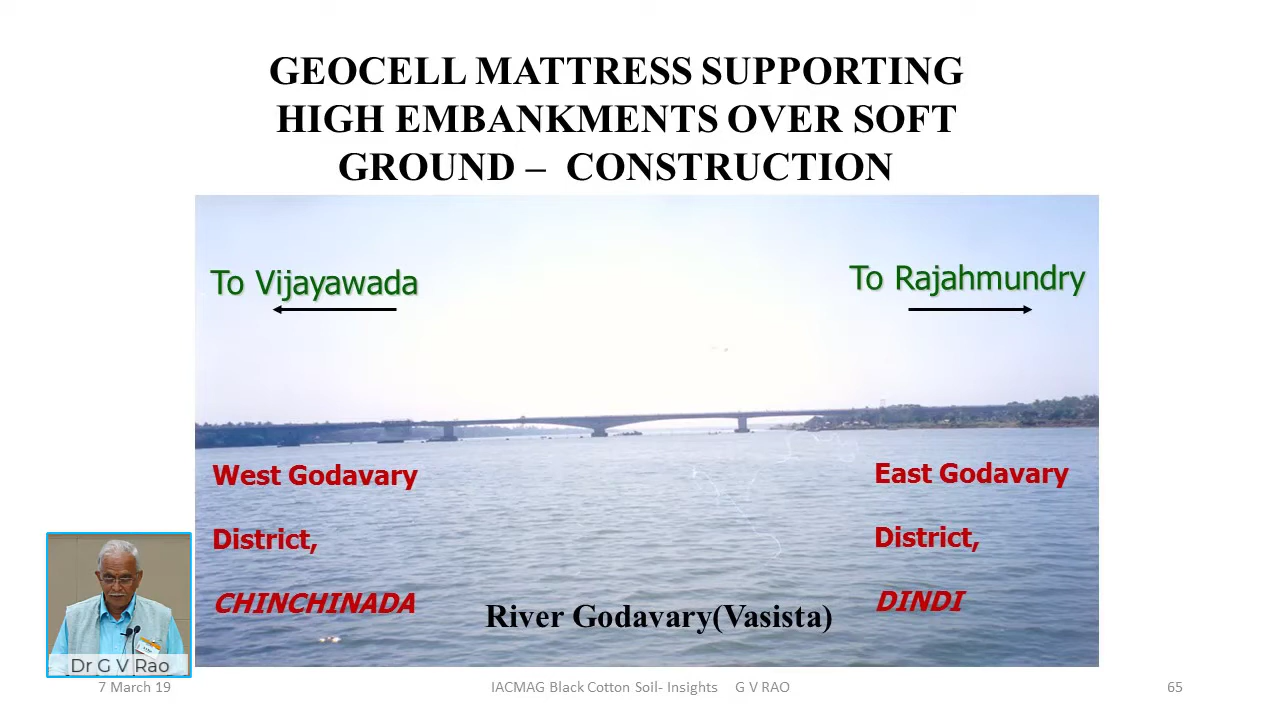 GEOCELL MATTRESS SUPPORTING
HIGH EMBANKMENTS OVER SOFT
GROUND – CONSTRUCTION
To Vijayawada
To Rajahmundry
West Godavary
District,
CHINCHINADA
East Godavary
District,
DINDI
River Godavary(Vasista)
Dr G V Rao
7 March 19
IACMAG Black Cotton Soil- Insights G V RAO
65